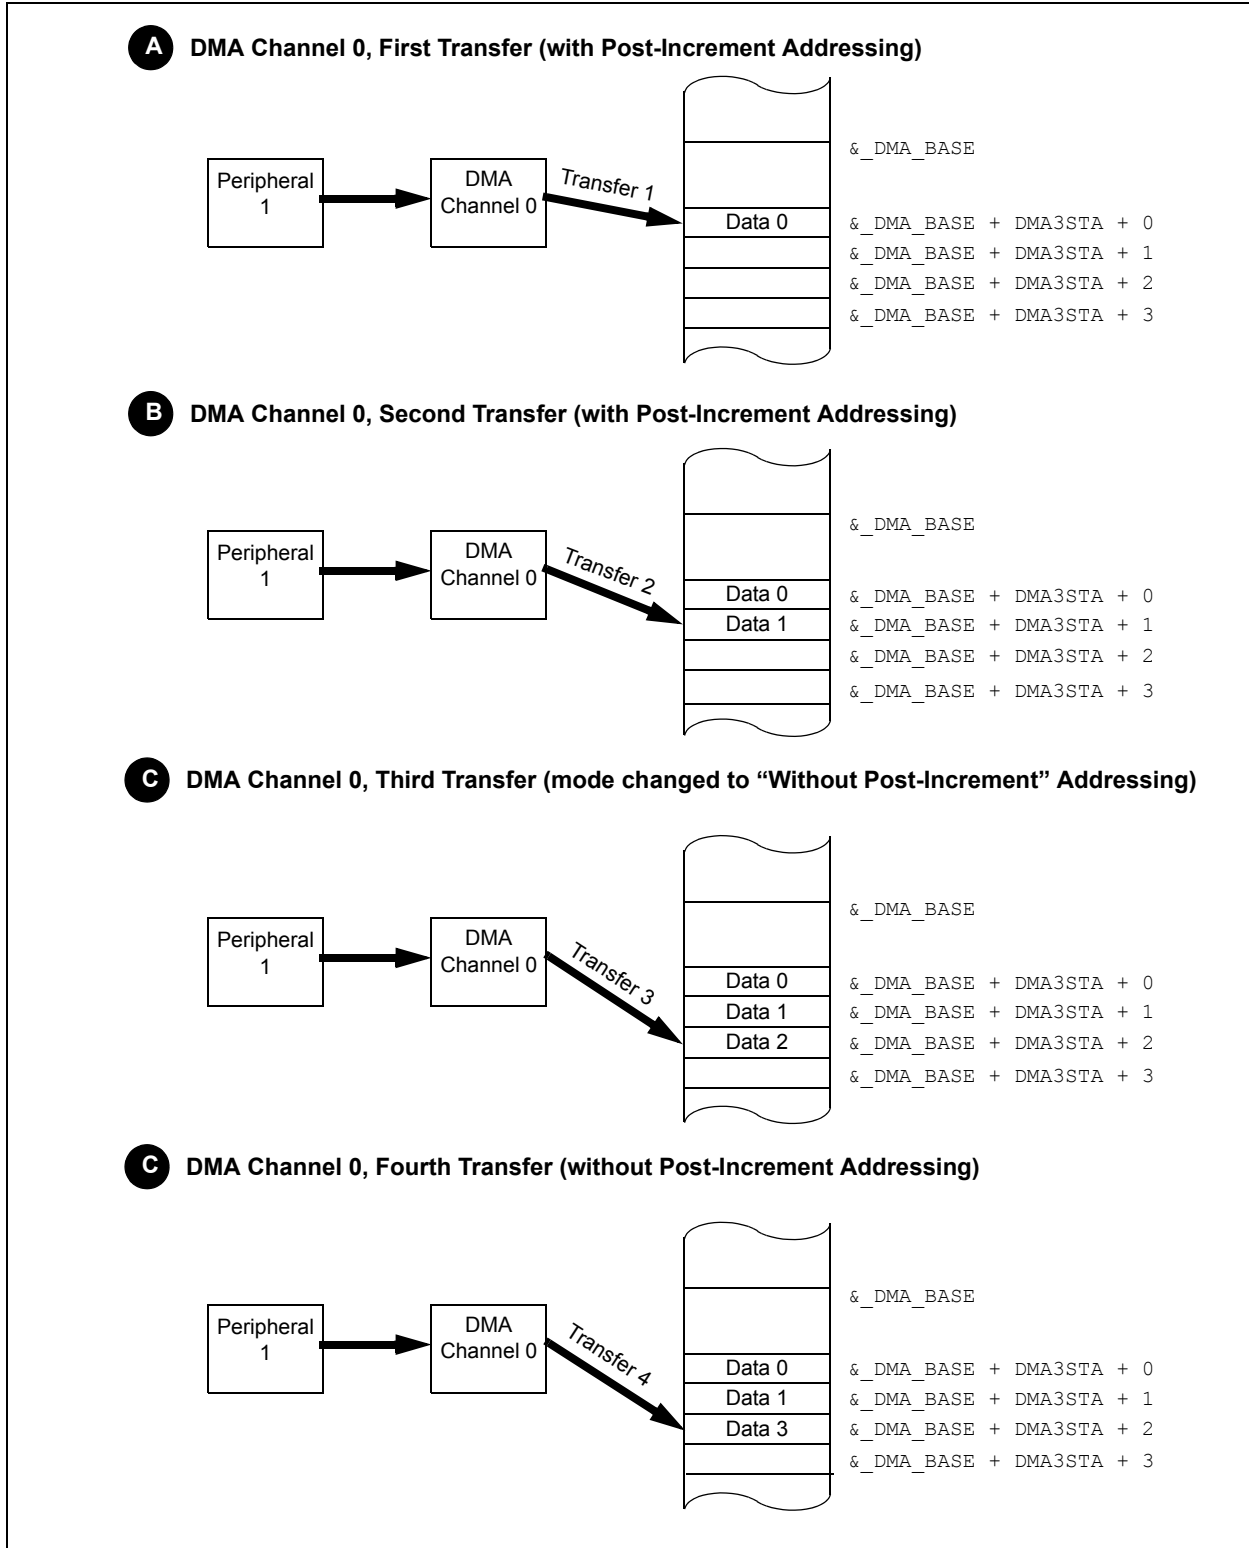 A DMA Channel 0, First Transfer (with Post-Increment Addressing)
&_DMA_BASE
Peripheral
1
DMA
Channel 0
Transfer 1
Data 0 &_DMA_BASE + DMA3STA + 0
&_DMA_BASE + DMA3STA + 1
&_DMA_BASE + DMA3STA + 2
&_DMA_BASE + DMA3STA + 3
B DMA Channel 0, Second Transfer (with Post-Increment Addressing)
&_DMA_BASE
Peripheral
1
DMA
Channel 0
Transfer 2
Data 0 &_DMA_BASE + DMA3STA + 0
Data 1 &_DMA_BASE + DMA3STA + 1
&_DMA_BASE + DMA3STA + 2
&_DMA_BASE + DMA3STA + 3
C DMA Channel 0, Third Transfer (mode changed to “Without Post-Increment” Addressing)
&_DMA_BASE
Peripheral
1
DMA
Channel 0
Transfer 3
Data 0 &_DMA_BASE + DMA3STA + 0
Data 1 &_DMA_BASE + DMA3STA + 1
Data 2 &_DMA_BASE + DMA3STA + 2
&_DMA_BASE + DMA3STA + 3
C DMA Channel 0, Fourth Transfer (without Post-Increment Addressing)
&_DMA_BASE
Peripheral
1
DMA
Channel 0
Transfer 4
Data 0 &_DMA_BASE + DMA3STA + 0
Data 1 &_DMA_BASE + DMA3STA + 1
Data 3 &_DMA_BASE + DMA3STA + 2
&_DMA_BASE + DMA3STA + 3